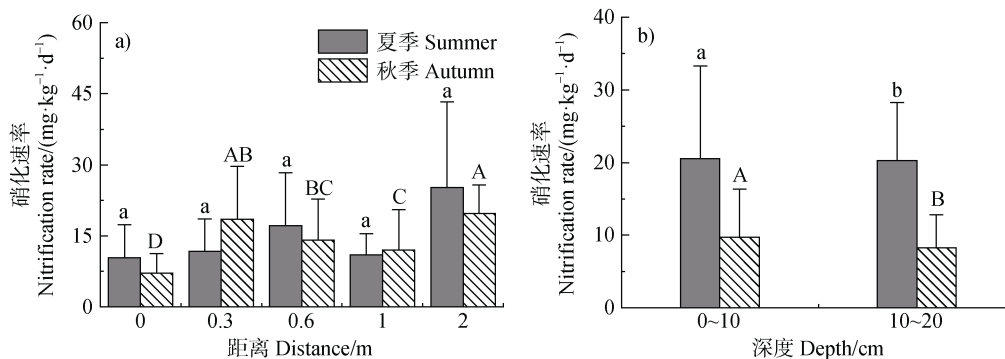 a)
夏季 Summer
秋季 Autumn
硝化速率
Nitrification rate/(mg·kg⁻¹·d⁻¹)
60
45
30
15
0
a
D
a
AB
a
BC
a
C
a
A
0
0.3
0.6
1
2
距离 Distance/m
b)
硝化速率
Nitrification rate/(mg·kg⁻¹·d⁻¹)
40
30
20
10
0
a
A
b
B
0~10
10~20
深度 Depth/cm